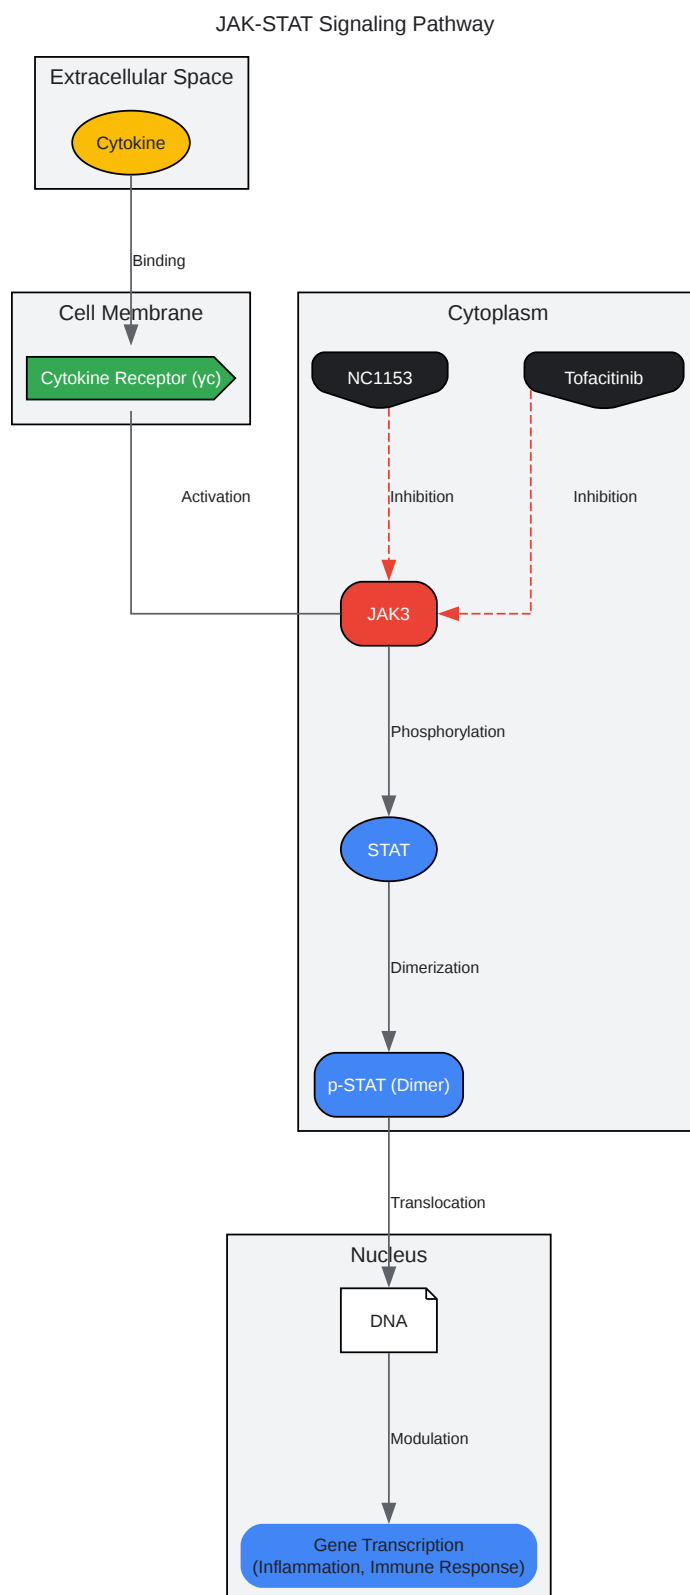 JAK-STAT Signaling Pathway
Extracellular Space
Cytokine
Binding
Cell Membrane
Cytokine Receptor (γc)
Activation
Cytoplasm
NC1153
Tofacitinib
Inhibition
Inhibition
JAK3
Phosphorylation
STAT
Dimerization
p-STAT (Dimer)
Translocation
Nucleus
DNA
Modulation
Gene Transcription
(Inflammation, Immune Response)